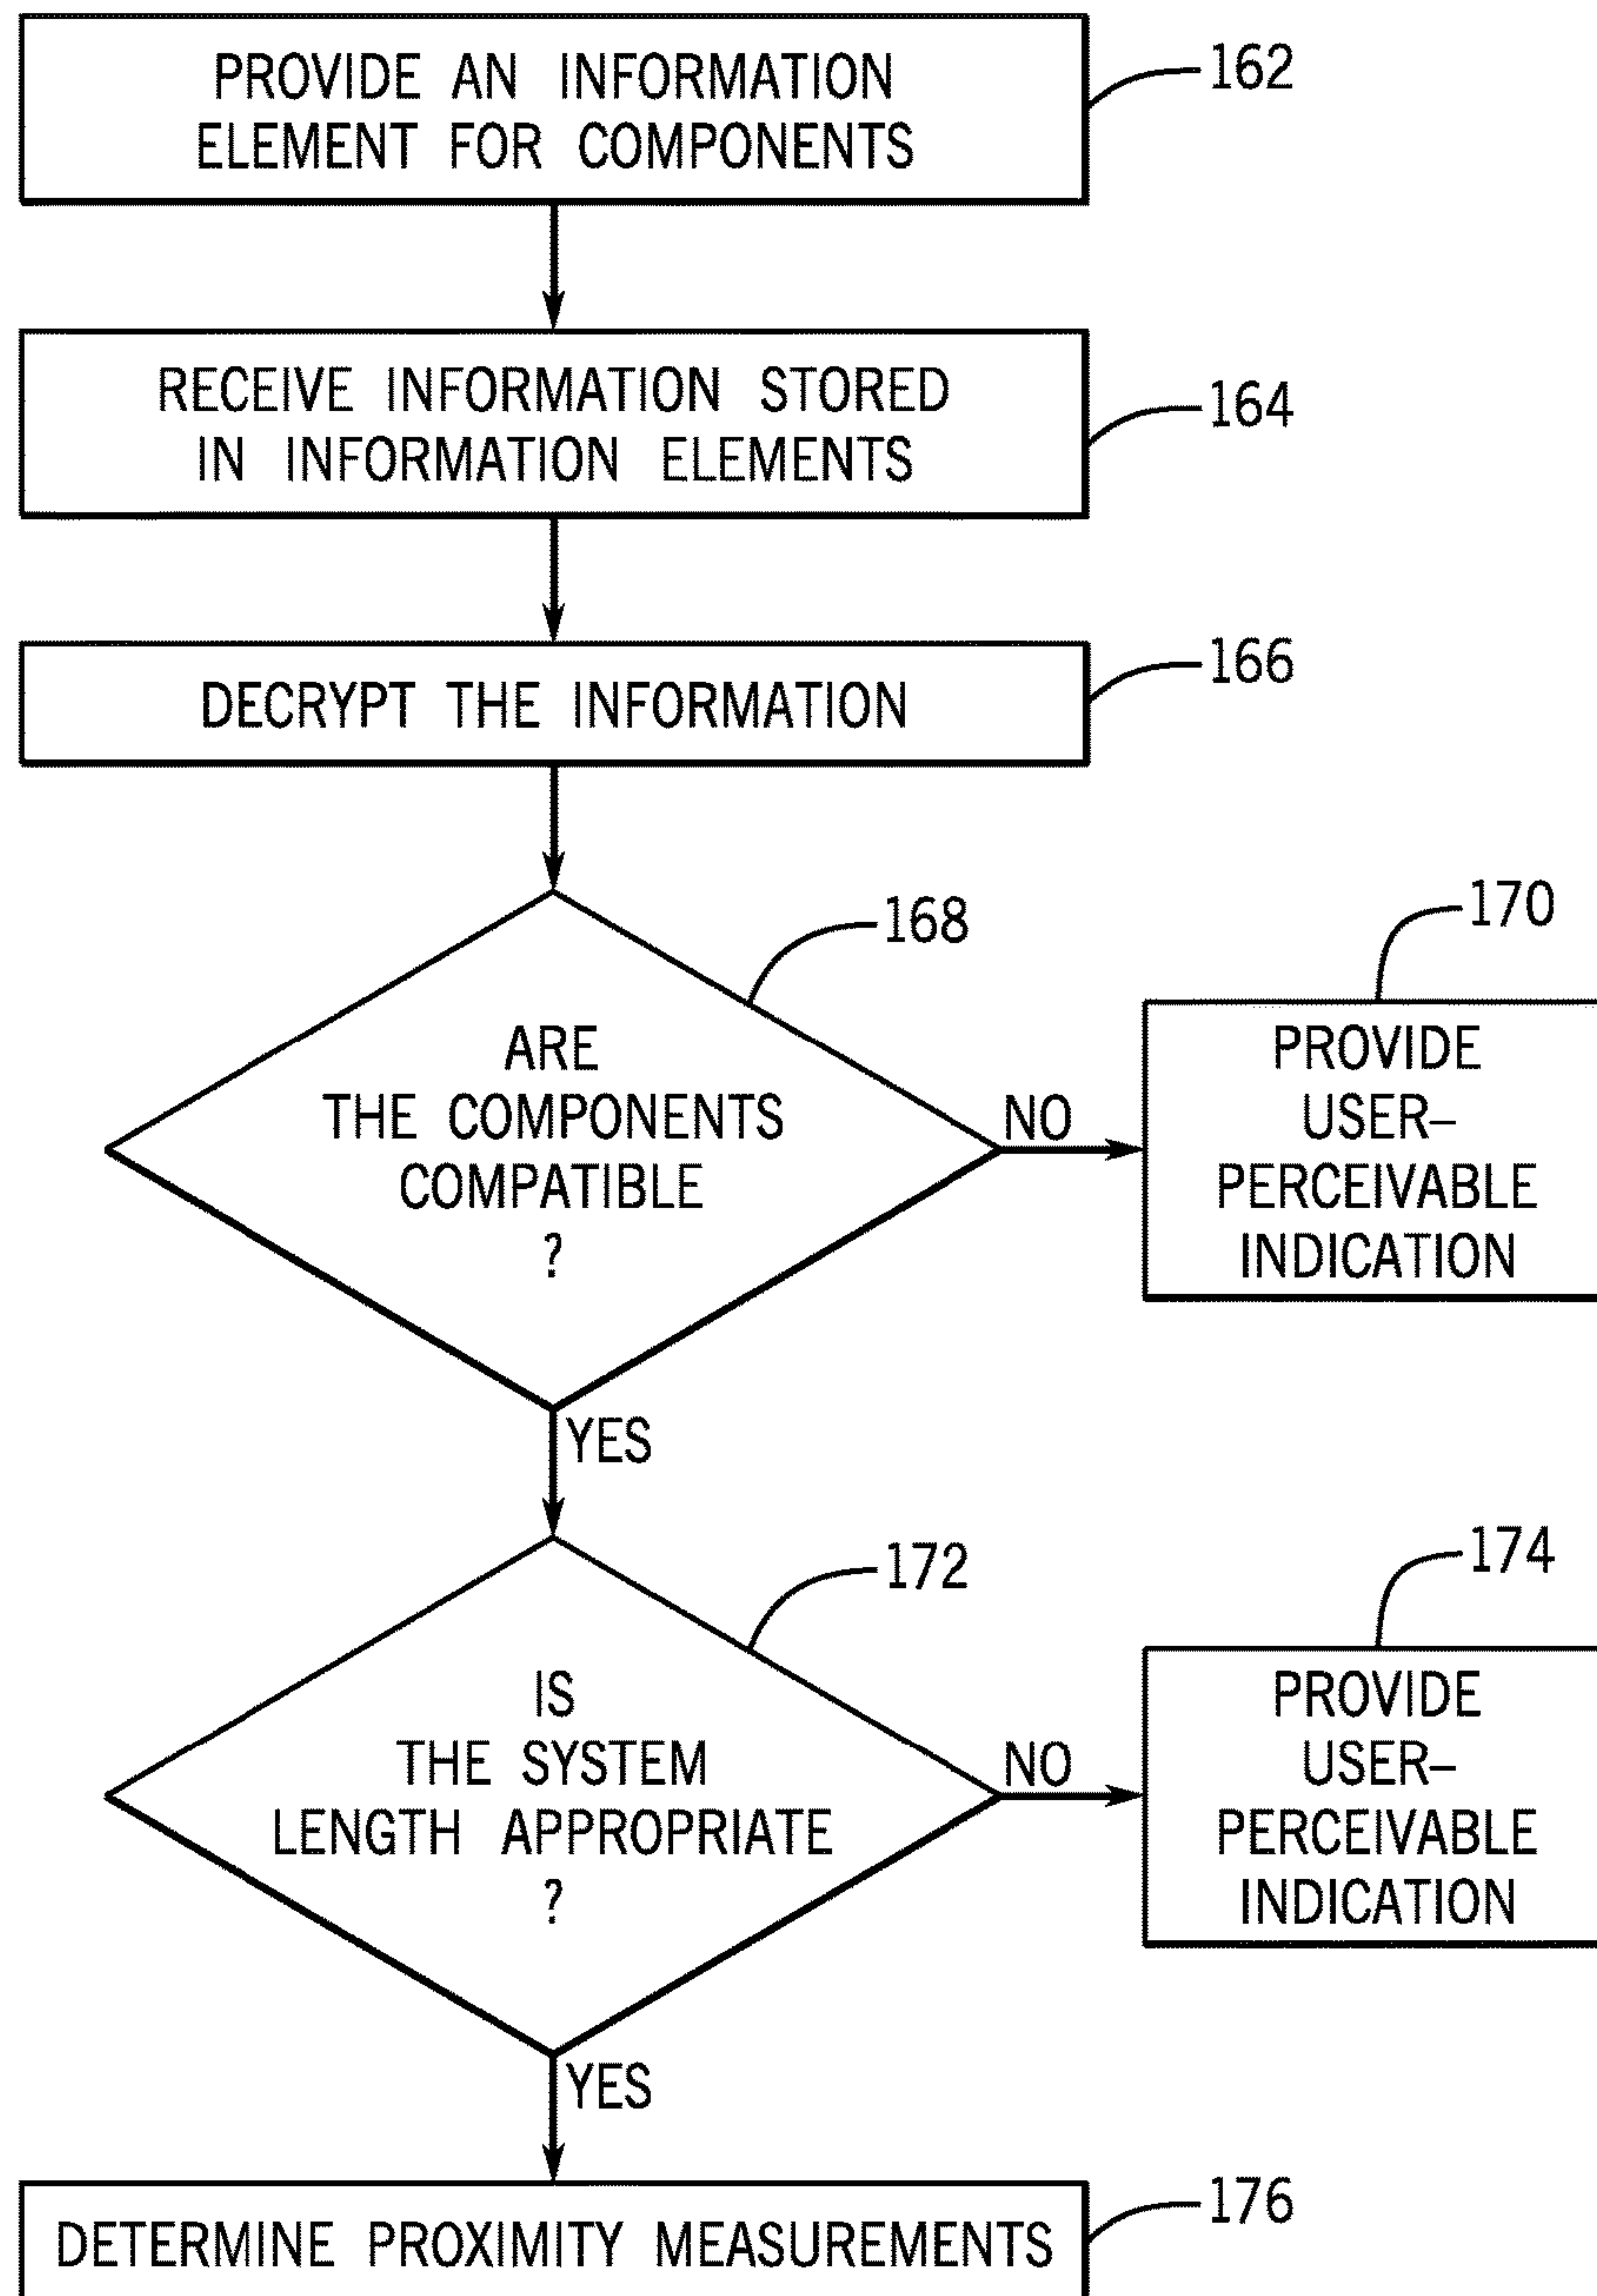 PROVIDE AN INFORMATION
ELEMENT FOR COMPONENTS
162
RECEIVE INFORMATION STORED
IN INFORMATION ELEMENTS
164
DECRYPT THE INFORMATION
166
ARE
THE COMPONENTS
COMPATIBLE
?
168
NO
170
PROVIDE
USER–
PERCEIVABLE
INDICATION
YES
IS
THE SYSTEM
LENGTH APPROPRIATE
?
172
NO
174
PROVIDE
USER–
PERCEIVABLE
INDICATION
YES
DETERMINE PROXIMITY MEASUREMENTS
176